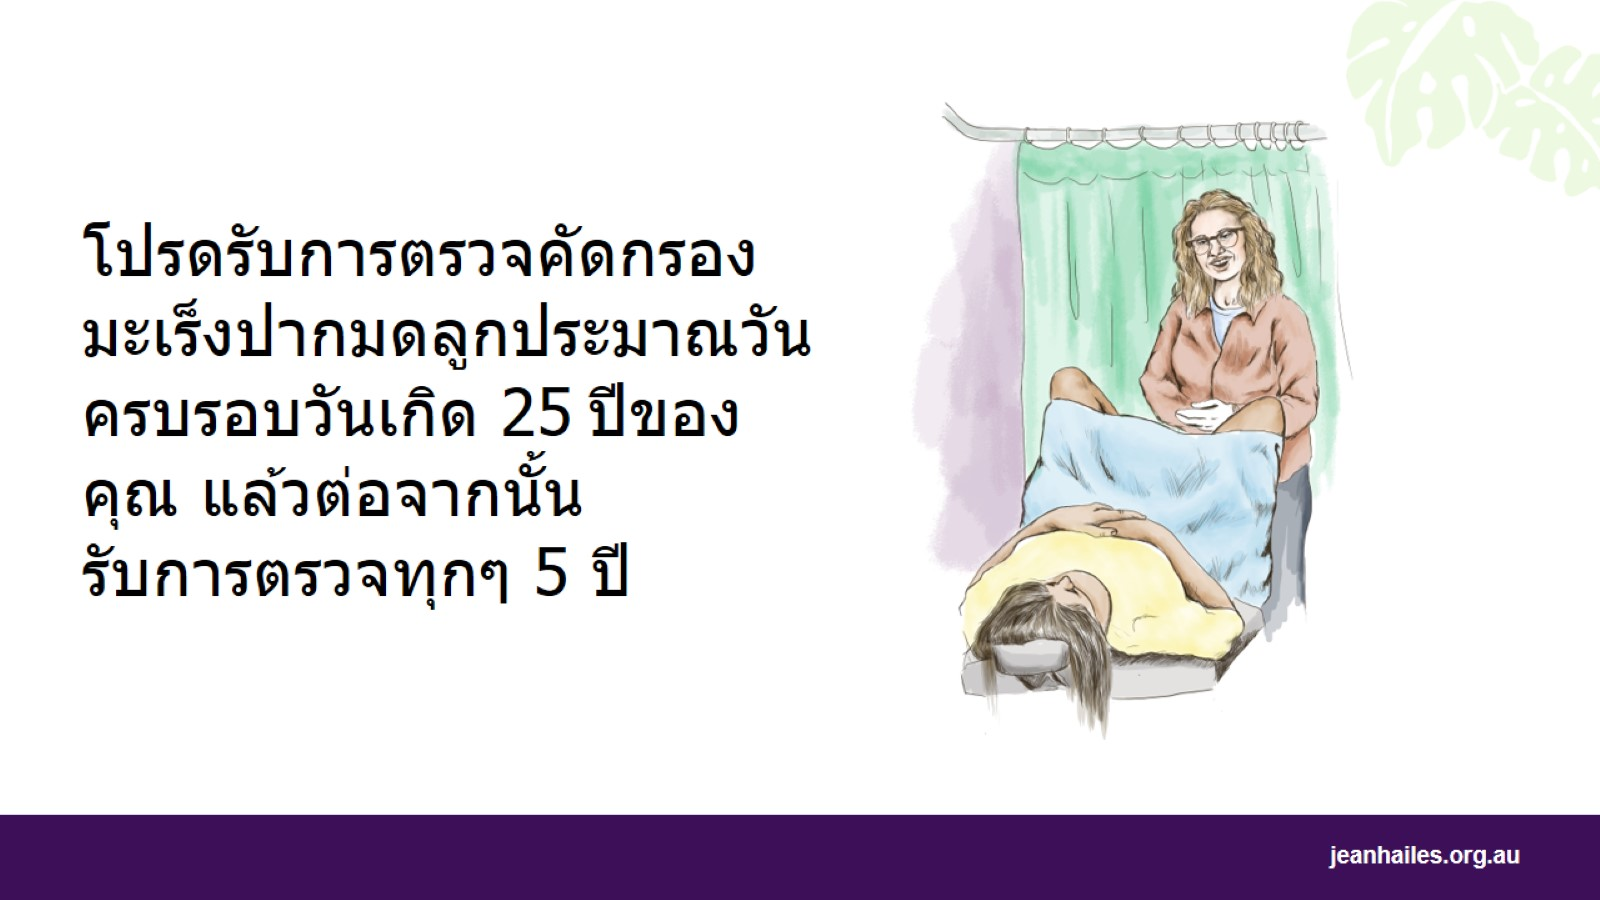 โปรดรับการตรวจคัดกรอง
มะเร็งปากมดลูกประมาณวัน
ครบรอบวันเกิด 25 ปีของ
คุณ แล้วต่อจากนั้น
รับการตรวจทุกๆ 5 ปี
jeanhailes.org.au